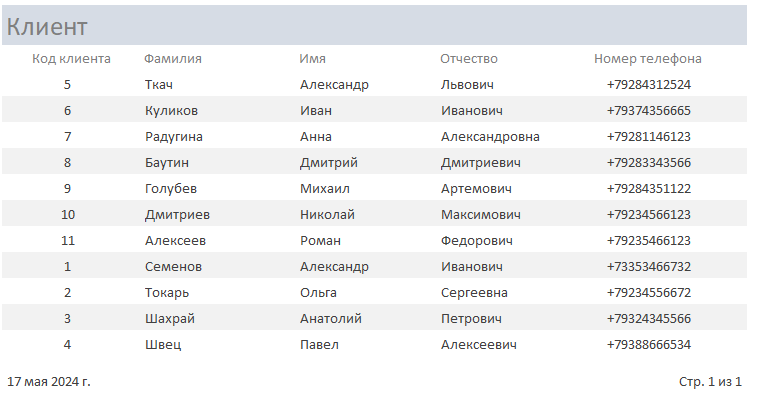 Клиент
Код клиента Фамилия Имя Отчество Номер телефона
5 Ткач Александр Львович +79284312524
6 Куликов Иван Иванович +79374356665
7 Радугина Анна Александровна +79281146123
8 Баутин Дмитрий Дмитриевич +79283343566
9 Голубев Михаил Артемович +79284351122
10 Дмитриев Николай Максимович +79234566123
11 Алексеев Роман Федорович +79235466123
1 Семенов Александр Иванович +73353466732
2 Токарь Ольга Сергеевна +79234556672
3 Шахрай Анатолий Петрович +79324345566
4 Швец Павел Алексеевич +79388666534
17 мая 2024 г. Стр. 1 из 1